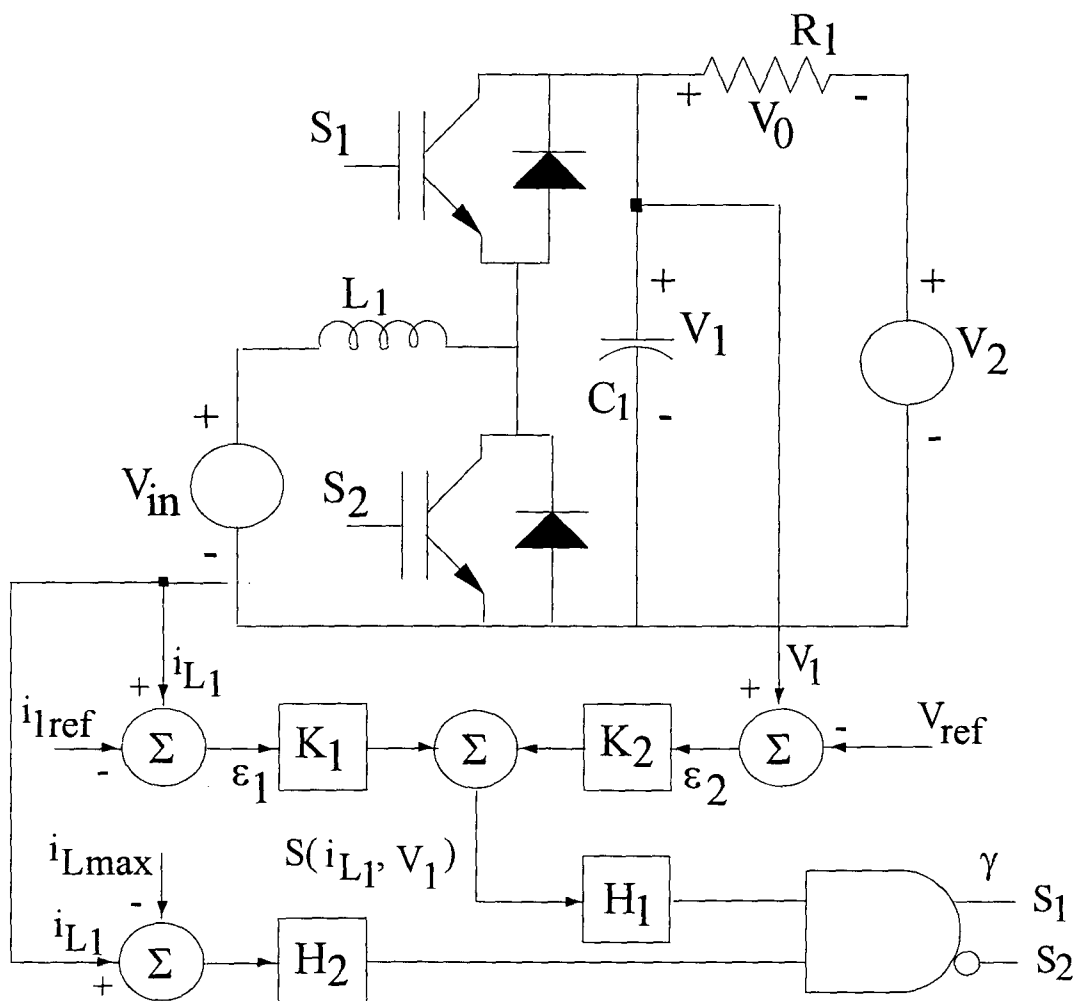 R1
+ V0 -
S1
+
L1
V1
V2
+
C1
-
-
+
Vin
S2
-
iL1
V1
+
+
i1ref
Σ
K1
Σ
K2
Σ
-
Vref
-
ε1
ε2
iLmax
S(iL1, V1)
-
γ
H1
S1
iL1
Σ
H2
S2
+